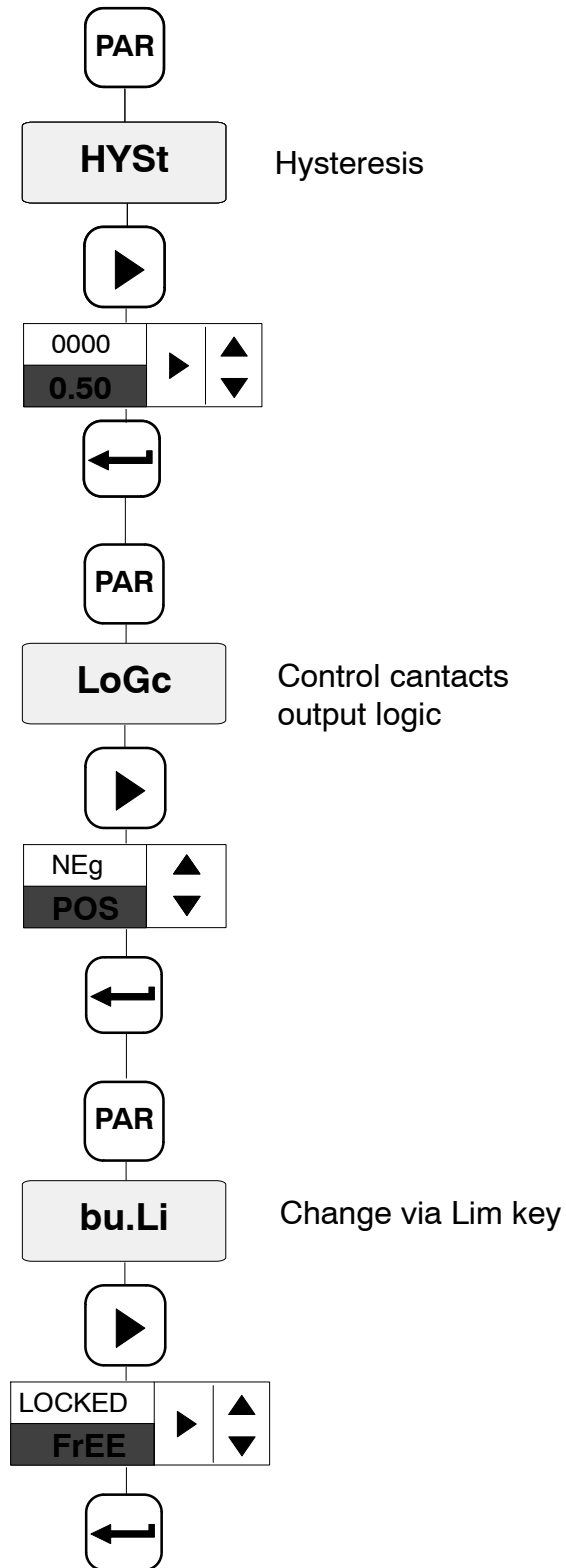 PAR
HYSt
Hysteresis
0000
0.50
PAR
LoGc
Control cantacts
output logic
NEg
POS
PAR
bu.Li
Change via Lim key
LOCKED
FrEE